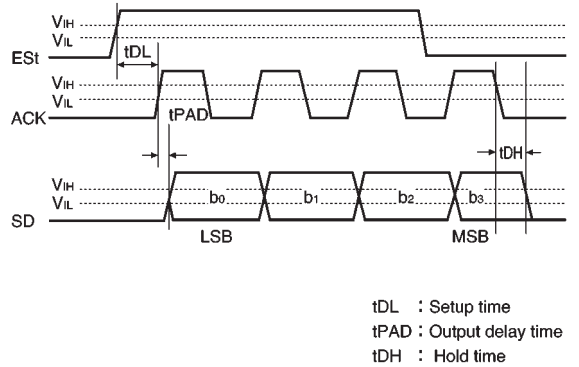 VIH
VIL
ESt
tDL
VIH
VIL
ACK
tPAD
tDH
VIH
VIL
SD
b0 b1 b2 b3
LSB MSB
tDL : Setup time
tPAD : Output delay time
tDH : Hold time